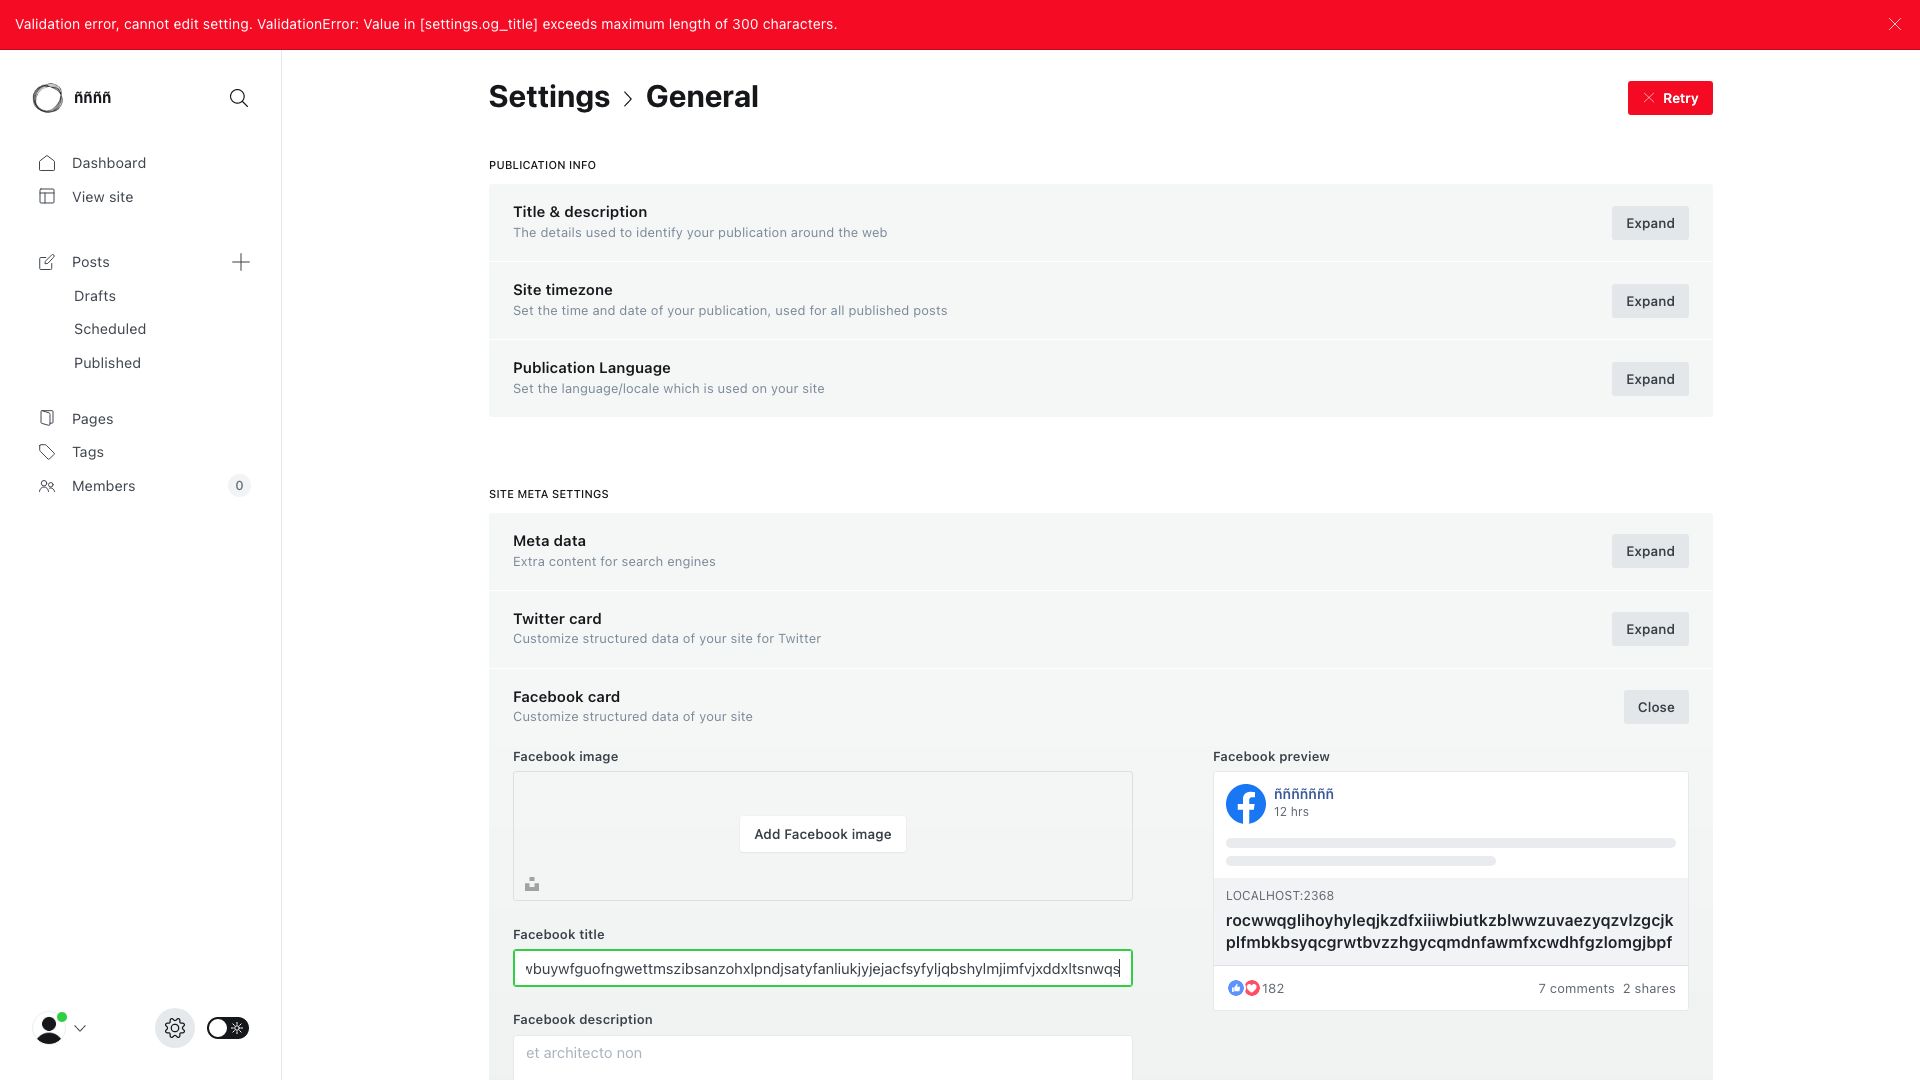 Validation error, cannot edit setting. ValidationError: Value in [settings.og_title] exceeds maximum length of 300 characters.
ññññ
Dashboard
View site
Posts
Drafts
Scheduled
Published
Pages
Tags
Members
0
Settings > General
Retry
PUBLICATION INFO
Title & description
The details used to identify your publication around the web
Expand
Site timezone
Set the time and date of your publication, used for all published posts
Expand
Publication Language
Set the language/locale which is used on your site
Expand
SITE META SETTINGS
Meta data
Extra content for search engines
Expand
Twitter card
Customize structured data of your site for Twitter
Expand
Facebook card
Customize structured data of your site
Close
Facebook image
Add Facebook image
Facebook title
vbuywfguofngwettmszibsanzohxlpndjsatyfanliukjyjejacfsyfyljqbshylmjimfvjxddxltsnwqs
Facebook description
et architecto non
Facebook preview
ñññññññ
12 hrs
LOCALHOST:2368
rocwwqglihoyhyleqjkzdfxiiiwbiutkzblwwzuvaezyqzvlzgcjk
plfmbkbsyqcgrwtbvzzhgycqmdnfawmfxcwdhfgzlomgjbpf
182
7 comments 2 shares